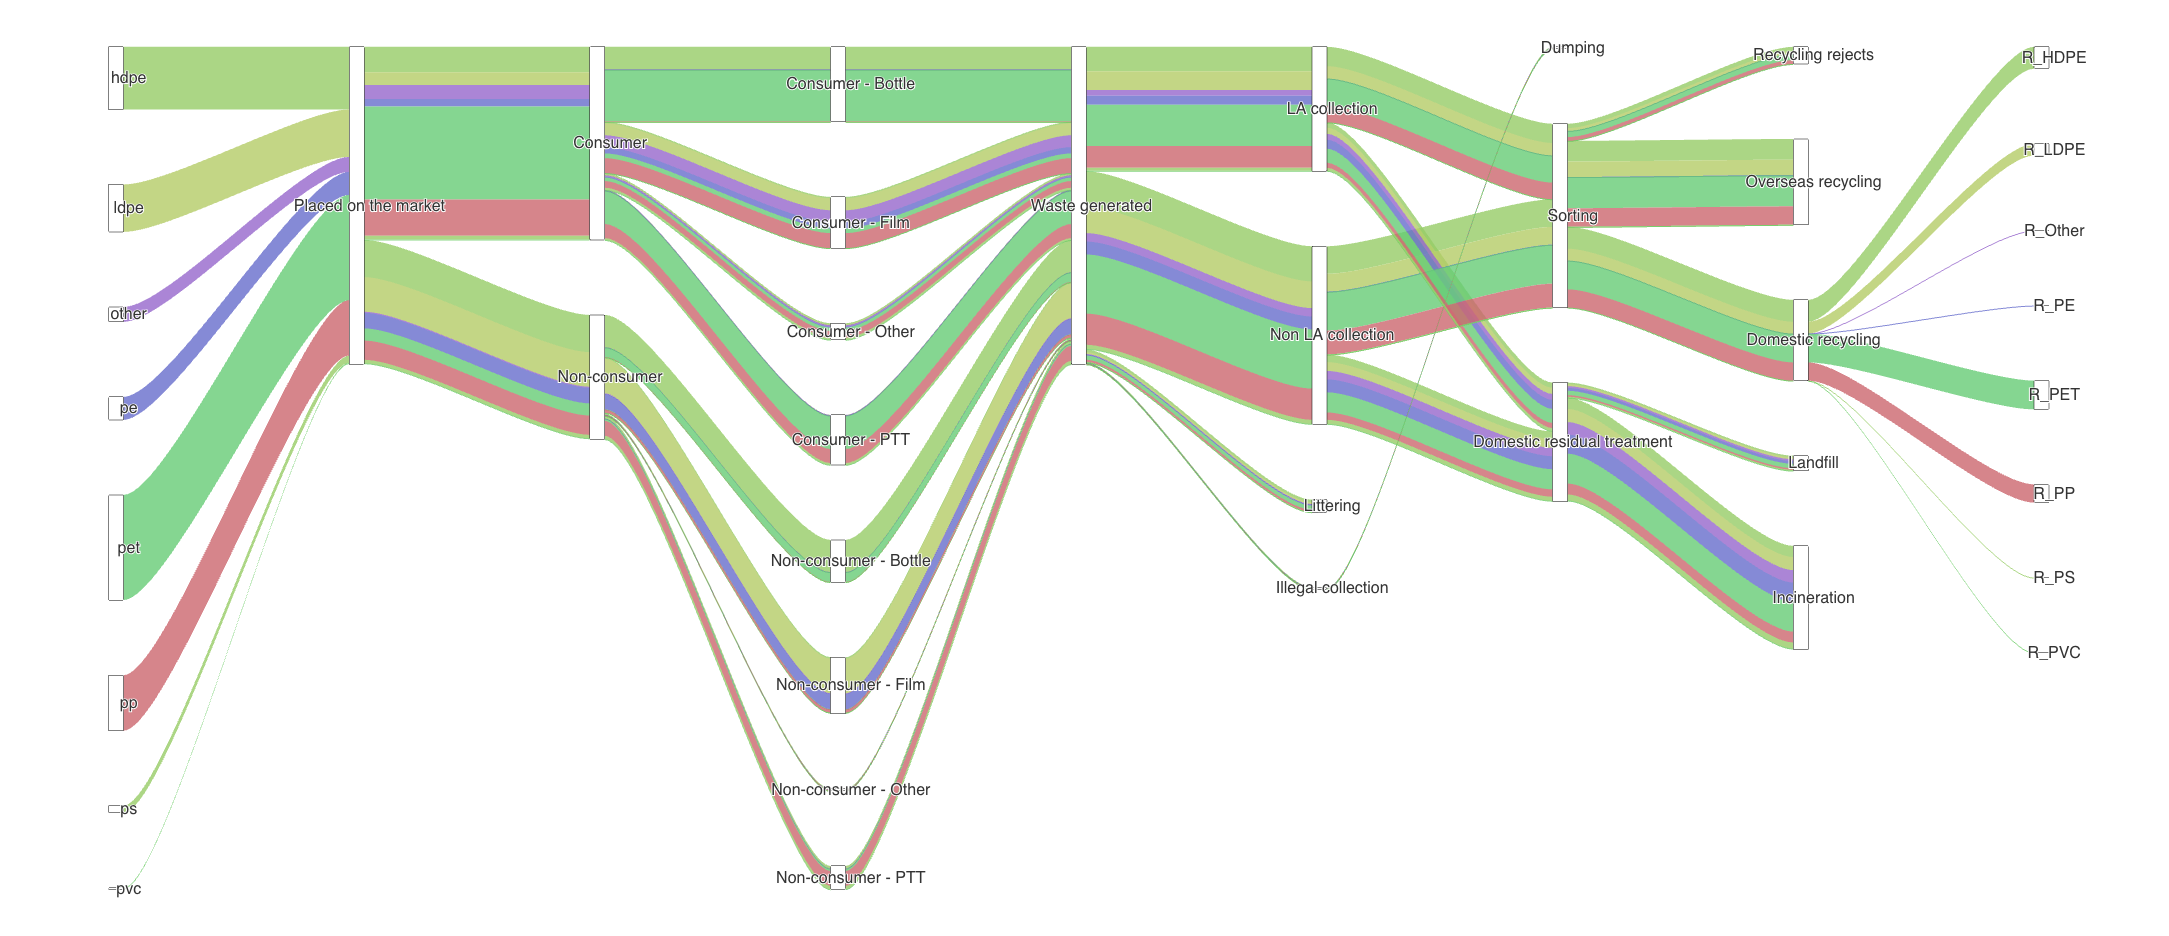 hdpe
ldpe
other
pe
pet
pp
ps
pvc
Placed on the market
Consumer
Non-consumer
Consumer - Bottle
Consumer - Film
Consumer - Other
Consumer - PTT
Non-consumer - Bottle
Non-consumer - Film
Non-consumer - Other
Non-consumer - PTT
Waste generated
LA collection
Non LA collection
Littering
Illegal collection
Dumping
Sorting
Domestic residual treatment
Recycling rejects
Overseas recycling
Domestic recycling
Landfill
Incineration
R_HDPE
R_LDPE
R_Other
R_PE
R_PET
R_PP
R_PS
R_PVC